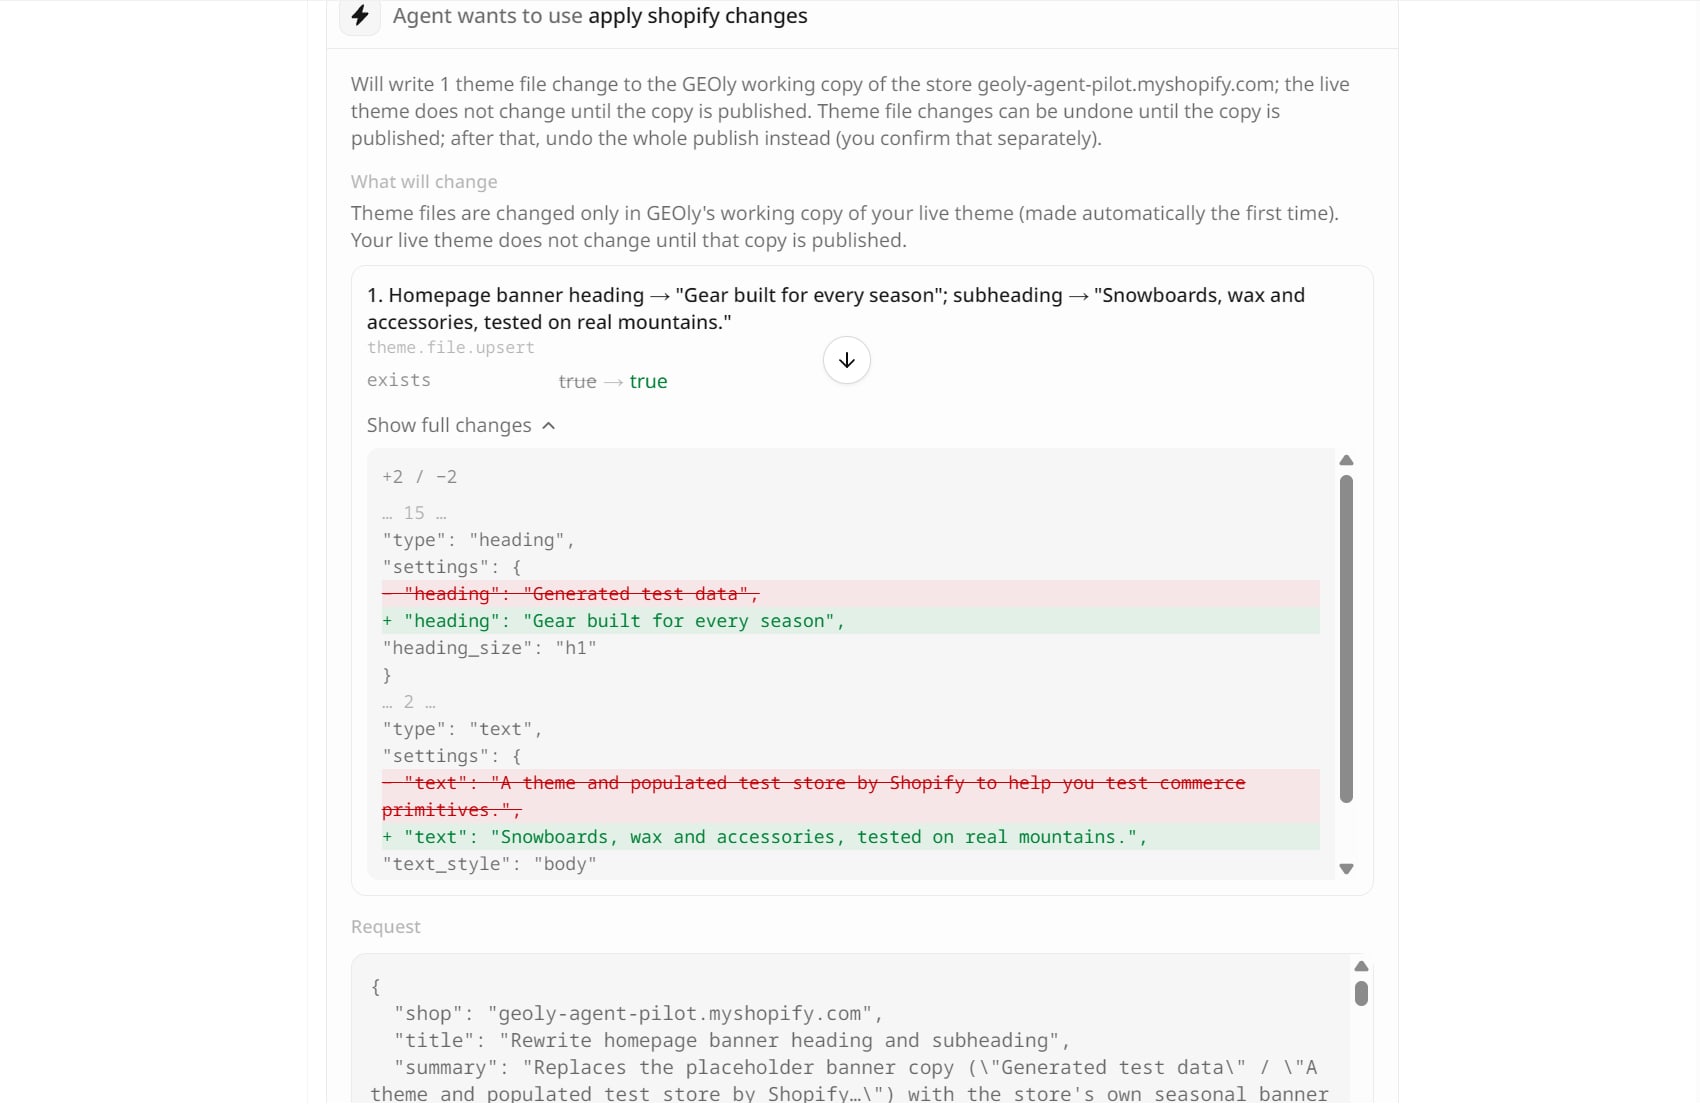 Agent wants to use apply shopify changes
Will write 1 theme file change to the GEOly working copy of the store geoly-agent-pilot.myshopify.com; the live
theme does not change until the copy is published. Theme file changes can be undone until the copy is
published; after that, undo the whole publish instead (you confirm that separately).
What will change
Theme files are changed only in GEOly's working copy of your live theme (made automatically the first time).
Your live theme does not change until that copy is published.
1. Homepage banner heading → "Gear built for every season"; subheading → "Snowboards, wax and
accessories, tested on real mountains."
theme.file.upsert
exists true → true
Show full changes
+2 / −2
… 15 …
"type": "heading",
"settings": {
− "heading": "Generated test data",
+ "heading": "Gear built for every season",
"heading_size": "h1"
}
… 2 …
"type": "text",
"settings": {
− "text": "A theme and populated test store by Shopify to help you test commerce
primitives.",
+ "text": "Snowboards, wax and accessories, tested on real mountains.",
"text_style": "body"
Request
{
"shop": "geoly-agent-pilot.myshopify.com",
"title": "Rewrite homepage banner heading and subheading",
"summary": "Replaces the placeholder banner copy (\"Generated test data\" / \"A
theme and populated test store by Shopify…\") with the store's own seasonal banner